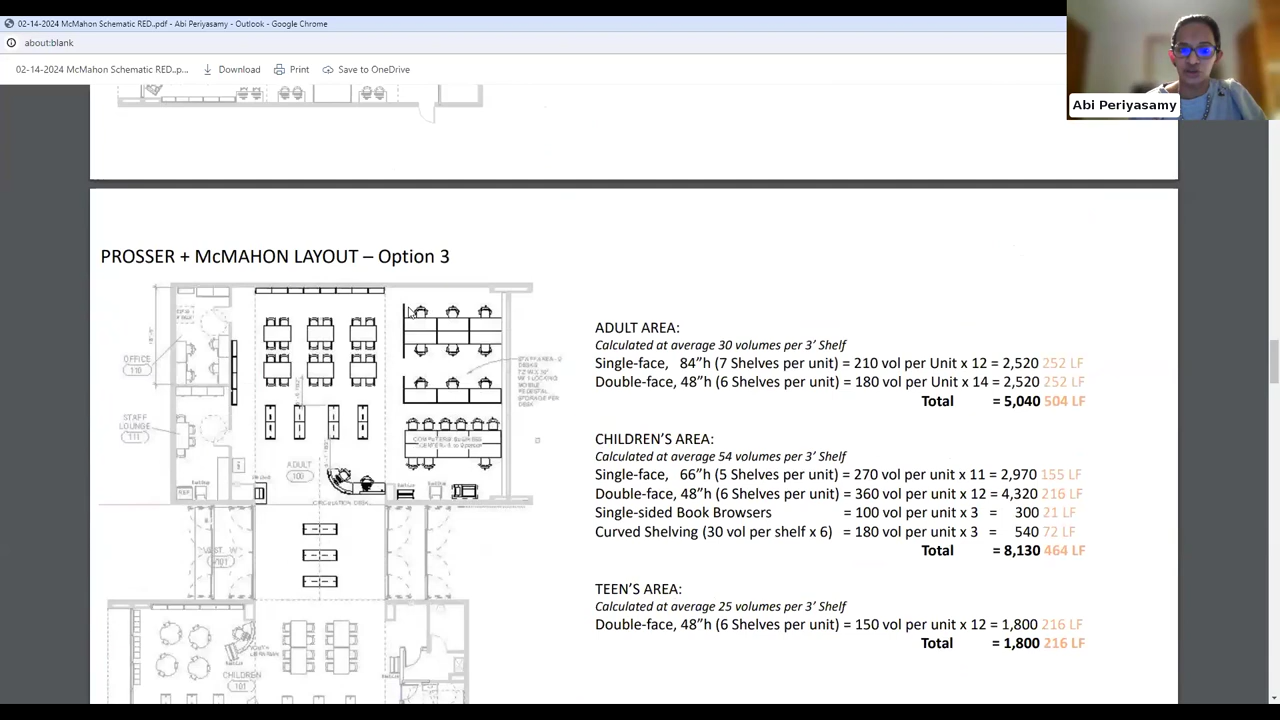 02-14-2024 McMahon Schematic RED..pdf - Abi Periyasamy - Outlook - Google Chrome
about:blank
02-14-2024 McMahon Schematic RED..p...
Download
Print
Save to OneDrive
Abi Periyasamy
PROSSER + McMAHON LAYOUT – Option 3
OFFICE
110
STAFF
LOUNGE
111
ADULT
100
CIRCULATION DESK
VEST
CHILDREN
101
ADULT AREA:
Calculated at average 30 volumes per 3’ Shelf
Single-face, 84”h (7 Shelves per unit) = 210 vol per Unit x 12 = 2,520 252 LF
Double-face, 48”h (6 Shelves per unit) = 180 vol per Unit x 14 = 2,520 252 LF
Total = 5,040 504 LF
CHILDREN’S AREA:
Calculated at average 54 volumes per 3’ Shelf
Single-face, 66”h (5 Shelves per unit) = 270 vol per unit x 11 = 2,970 155 LF
Double-face, 48”h (6 Shelves per unit) = 360 vol per unit x 12 = 4,320 216 LF
Single-sided Book Browsers = 100 vol per unit x 3 = 300 21 LF
Curved Shelving (30 vol per shelf x 6) = 180 vol per unit x 3 = 540 72 LF
Total = 8,130 464 LF
TEEN’S AREA:
Calculated at average 25 volumes per 3’ Shelf
Double-face, 48”h (6 Shelves per unit) = 150 vol per unit x 12 = 1,800 216 LF
Total = 1,800 216 LF